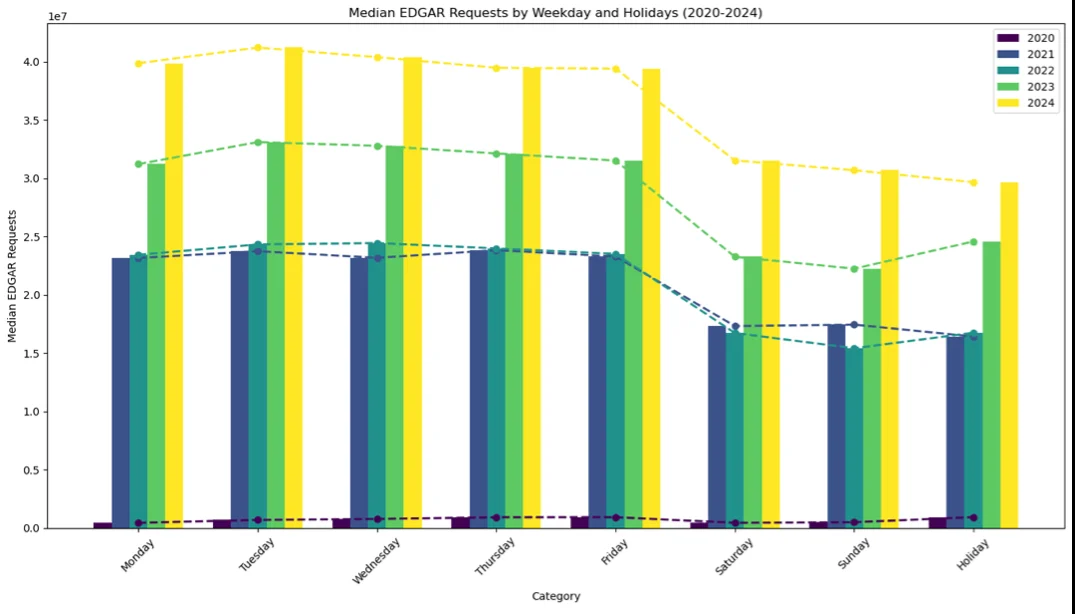 Median EDGAR Requests by Weekday and Holidays (2020-2024)
1e7
2020
2021
2022
2023
2024
4.0
3.5
3.0
2.5
2.0
1.5
1.0
0.5
0.0
Median EDGAR Requests
Monday
Tuesday
Wednesday
Thursday
Friday
Saturday
Sunday
Holiday
Category